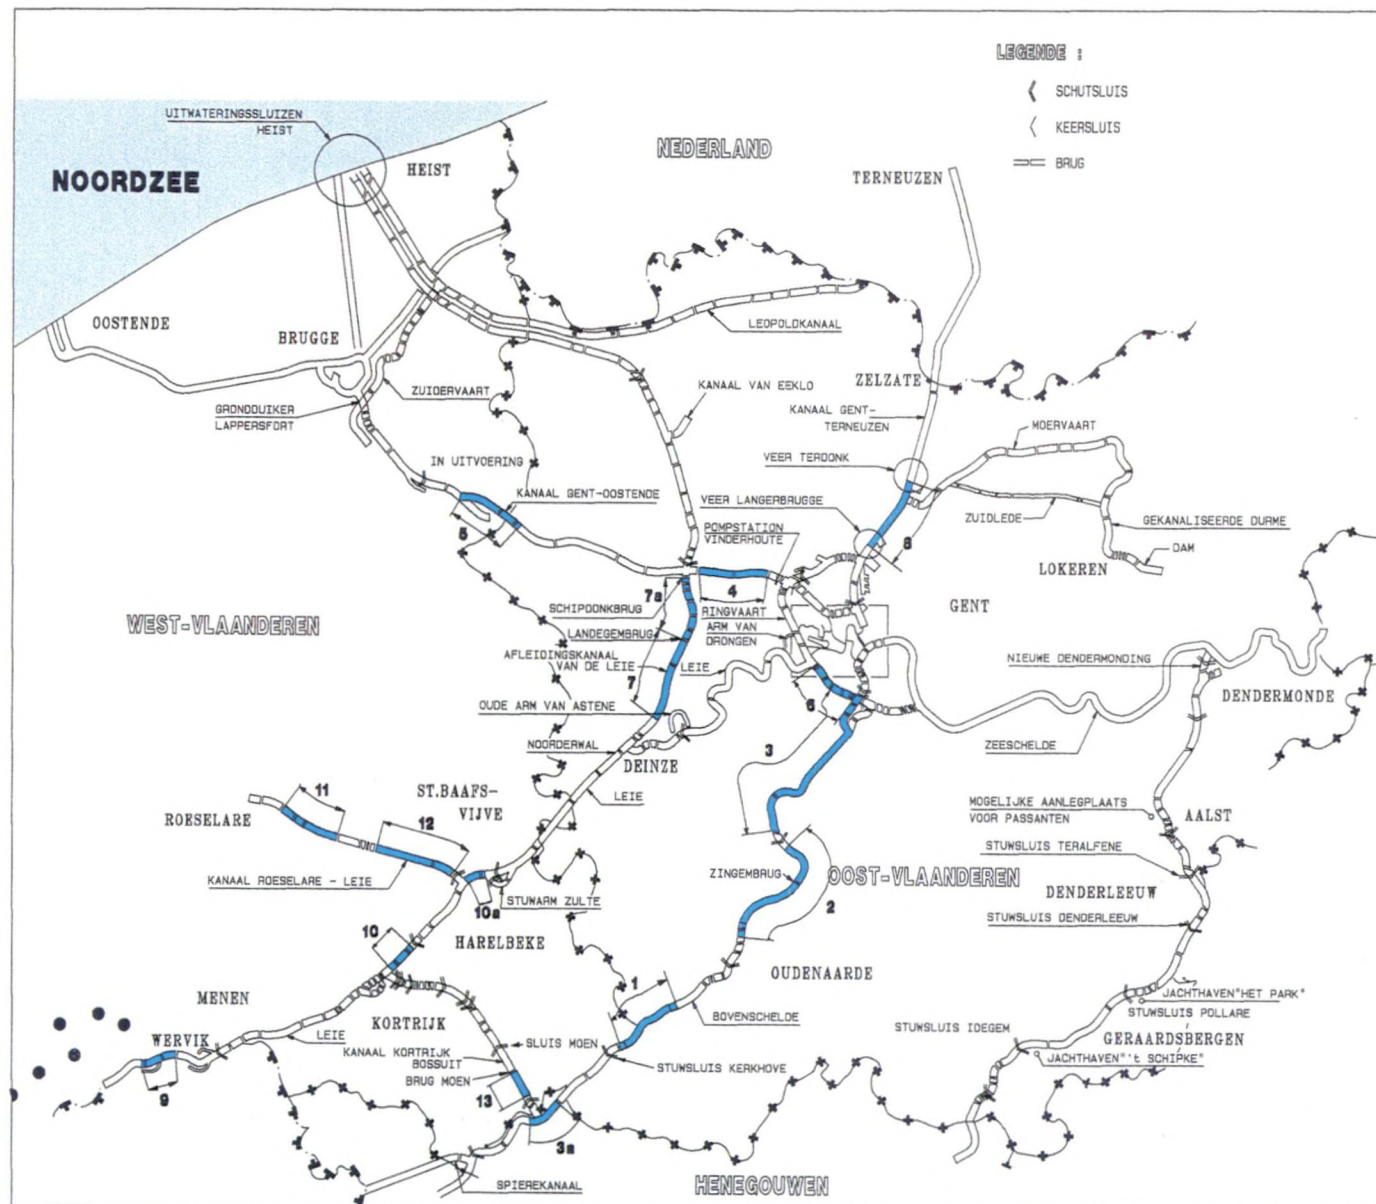 LEGENDE :
SCHUTSLUIS
KEERSLUIS
BRUG
UITWATERINGSSLUIZEN
HEIST
NOORDZEE
HEIST
NEDERLAND
TERNEUZEN
OOSTENDE
BRUGGE
LEOPOLDKANAAL
ZELZATE
ZUIDERVAART
KANAAL VAN EEKLO
GRONDDUIKER
LAPPERSFORT
KANAAL GENT-
TERNEUZEN
MOERVAART
IN UITVOERING
VEER TERDONK
KANAAL GENT-OOSTENDE
VEER LANGERBRUGGE
ZUIDLEDE
GEKANALISEERDE DURME
POMPSTATION
VINDERHOUTE
5
8
DAM
LOKEREN
7a
4
GENT
SCHIPDONKBRUG
RINGVAART
WEST-VLAANDEREN
LANDEGEMBRUG
ARM VAN
DRONGEN
AFLEIDINGSKANAAL
VAN DE LEIE
LEIE
NIEUWE DENDERMONDING
7
DENDERMONDE
OUDE ARM VAN ASTENE
6
ZEESCHELDE
NOORDERWAL
3
DEINZE
11
ST.BAAFS-
VIJVE
LEIE
MOGELIJKE AANLEGPLAATS
VOOR PASSANTEN
AALST
ROESELARE
12
STUWSLUIS TERALFENE
ZINGEMBRUG
OOST-VLAANDEREN
KANAAL ROESELARE - LEIE
DENDERLEEUW
STUWARM ZULTE
10a
2
STUWSLUIS DENDERLEEUW
10
HARELBEKE
OUDENAARDE
1
MENEN
JACHTHAVEN"HET PARK"
BOVENSCHELDE
STUWSLUIS POLLARE
KORTRIJK
LEIE
STUWSLUIS IDEGEM
WERVIK
SLUIS MOEN
GERAARDSBERGEN
KANAAL KORTRIJK
BOSSUIT
STUWSLUIS KERKHOVE
JACHTHAVEN"'t SCHIPKE"
BRUG MOEN
9
13
3a
SPIEREKANAAL
HENEGOUWEN